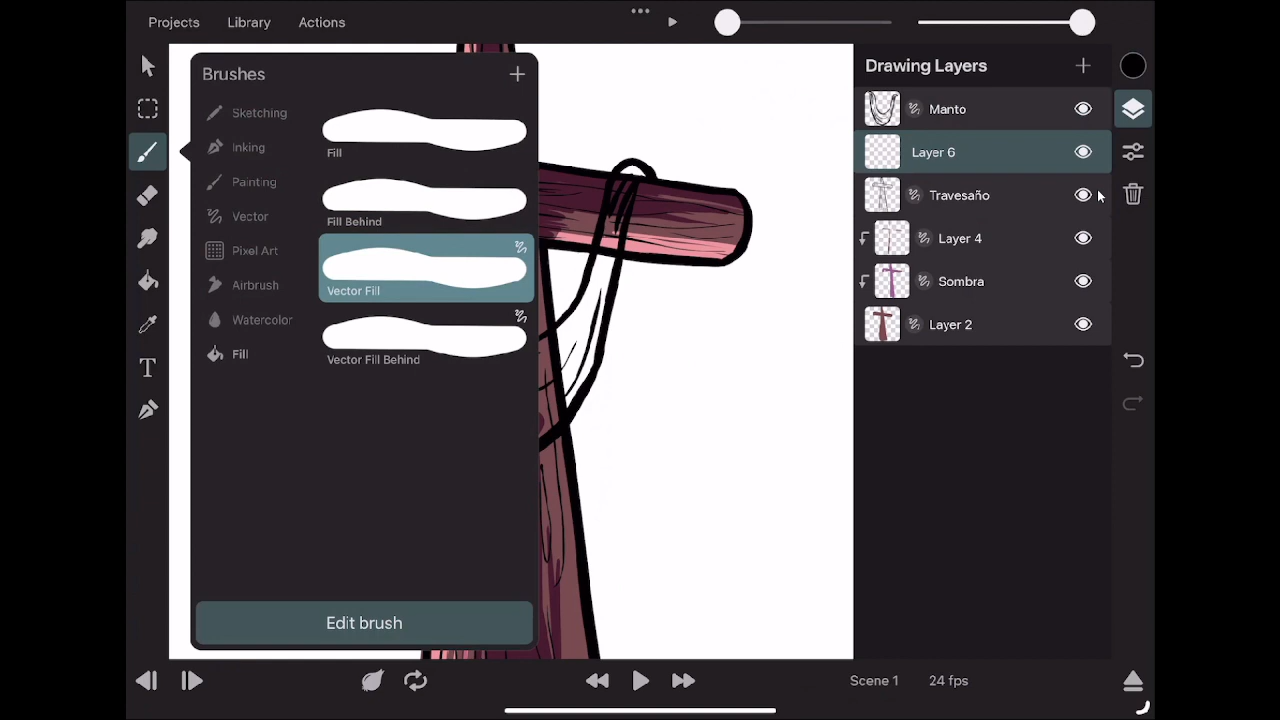 Projects
Library
Actions
Brushes
Sketching
Inking
Painting
Vector
Pixel Art
Airbrush
Watercolor
Fill
Fill
Fill Behind
Vector Fill
Vector Fill Behind
Edit brush
T
Drawing Layers
Manto
Layer 6
Travesaño
Layer 4
Sombra
Layer 2
Scene 1
24 fps